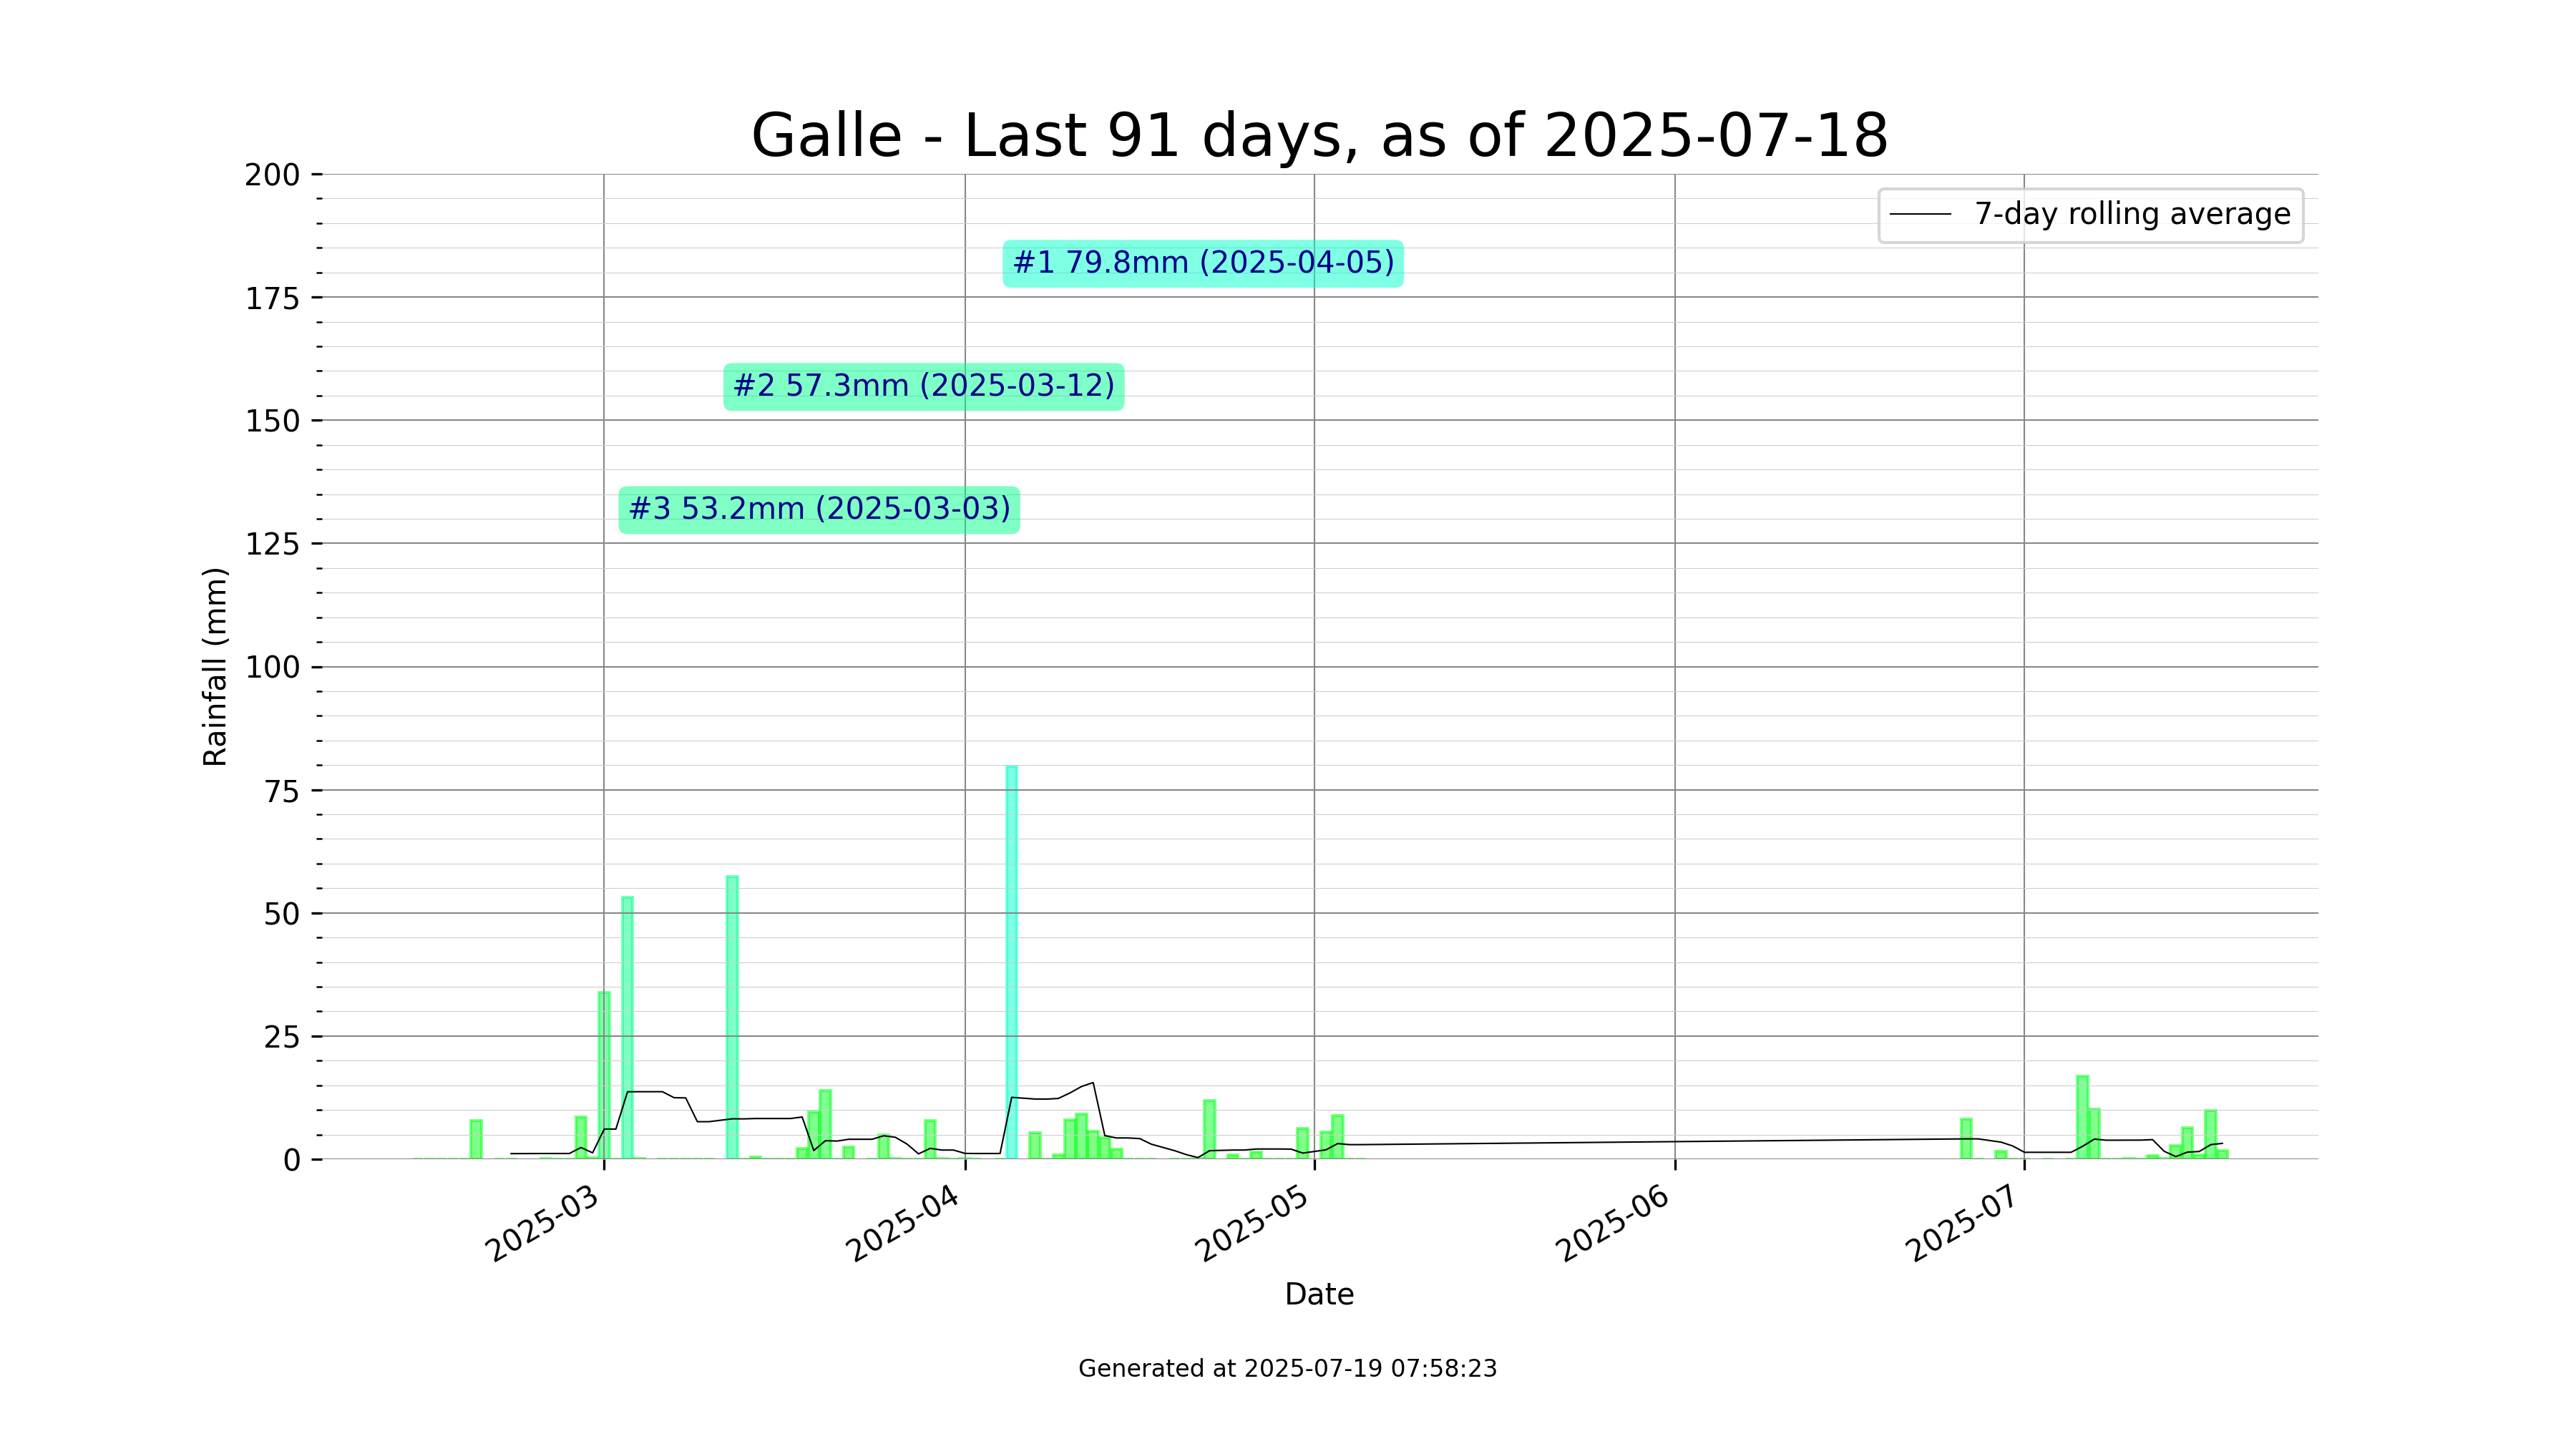 Galle - Last 91 days, as of 2025-07-18
7-day rolling average
#1 79.8mm (2025-04-05)
#2 57.3mm (2025-03-12)
#3 53.2mm (2025-03-03)
Rainfall (mm)
200
175
150
125
100
75
50
25
0
2025-03
2025-04
2025-05
2025-06
2025-07
Date
Generated at 2025-07-19 07:58:23